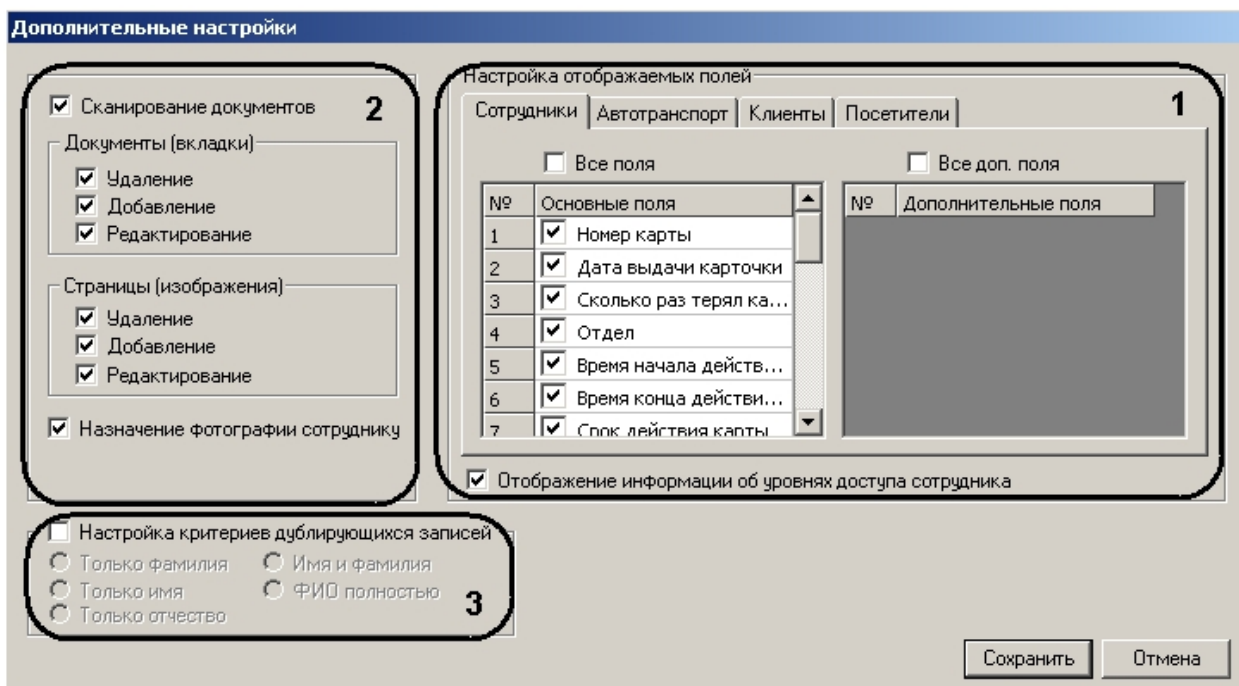 Дополнительные настройки
2
Сканирование документов
Документы (вкладки)
Удаление
Добавление
Редактирование
Страницы (изображения)
Удаление
Добавление
Редактирование
Назначение фотографии сотруднику
Настройка отображаемых полей
1
Сотрудники Автотранспорт Клиенты Посетители
Все поля Все доп. поля
№ Основные поля № Дополнительные поля
1 Номер карты
2 Дата выдачи карточки
3 Сколько раз терял ка...
4 Отдел
5 Время начала действ...
6 Время конца действи...
7 Срок действия карты
Отображение информации об уровнях доступа сотрудника
Настройка критериев дублирующихся записей
Только фамилия Имя и фамилия
Только имя ФИО полностью
Только отчество
3
Сохранить Отмена